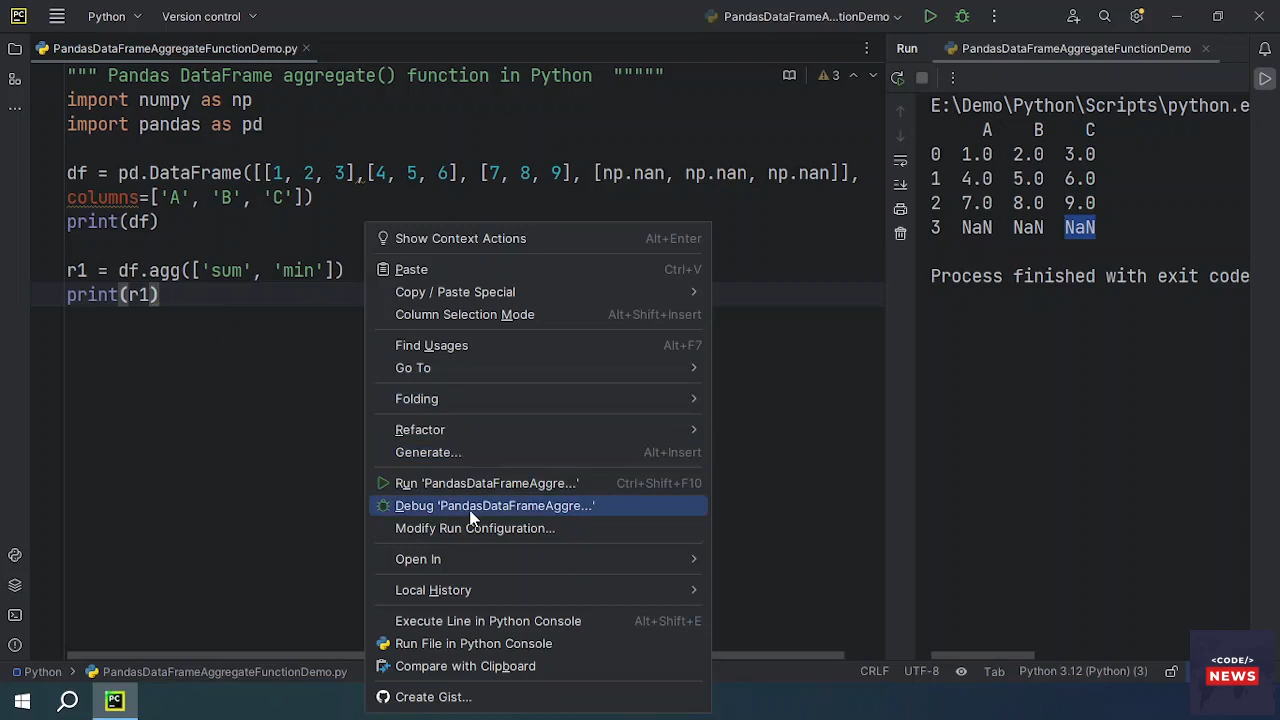 PC Python Version control PandasDataFrameA...tionDemo
PandasDataFrameAggregateFunctionDemo.py Run PandasDataFrameAggregateFunctionDemo
""" Pandas DataFrame aggregate() function in Python """""
3
import numpy as np
import pandas as pd
df = pd.DataFrame([[1, 2, 3],[4, 5, 6], [7, 8, 9], [np.nan, np.nan, np.nan]],
columns=['A', 'B', 'C'])
print(df)
r1 = df.agg(['sum', 'min'])
print(r1)
Show Context Actions Alt+Enter
Paste Ctrl+V
Copy / Paste Special
Column Selection Mode Alt+Shift+Insert
Find Usages Alt+F7
Go To
Folding
Refactor
Generate... Alt+Insert
Run 'PandasDataFrameAggre...' Ctrl+Shift+F10
Debug 'PandasDataFrameAggre...'
Modify Run Configuration...
Open In
Local History
Execute Line in Python Console Alt+Shift+E
Run File in Python Console
Compare with Clipboard
Create Gist...
E:\Demo\Python\Scripts\python.e
A B C
0 1.0 2.0 3.0
1 4.0 5.0 6.0
2 7.0 8.0 9.0
3 NaN NaN NaN
Process finished with exit code
Python PandasDataFrameAggregateFunctionDemo.py CRLF UTF-8 Tab Python 3.12 (Python) (3)
<CODE/>
NEWS
PC